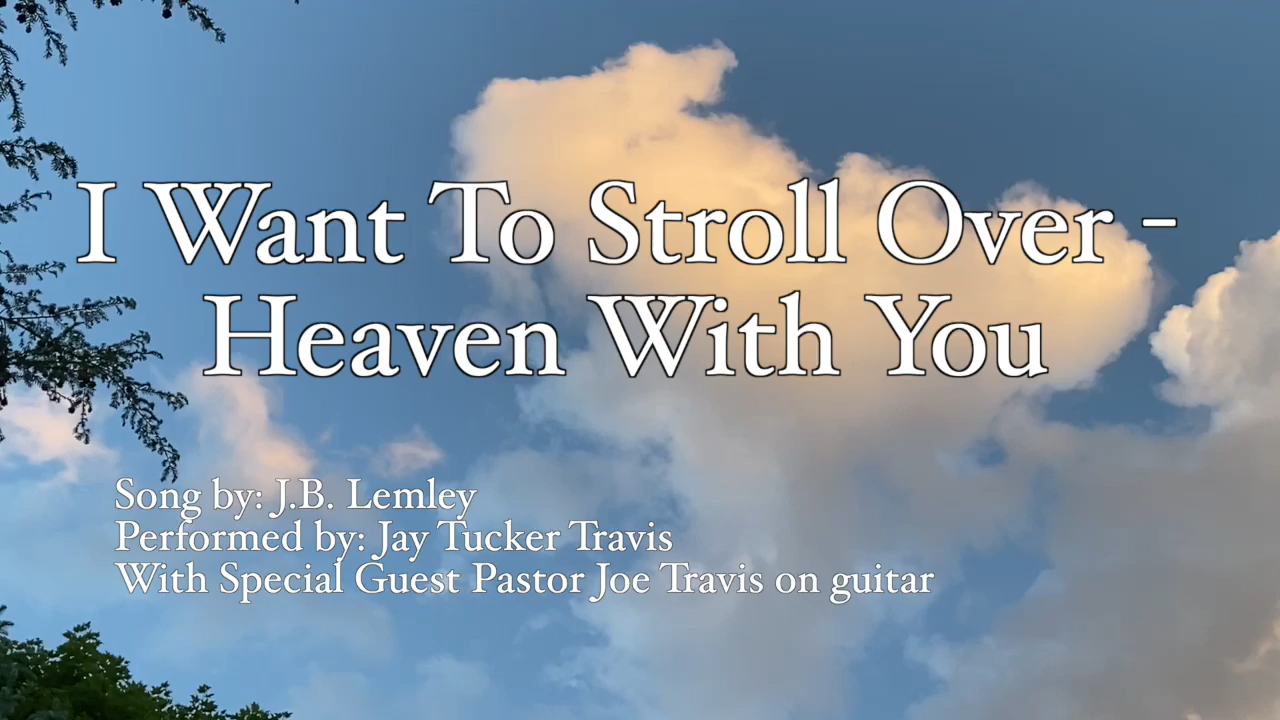 I Want To Stroll Over -
Heaven With You
Song by: J.B. Lemley
Performed by: Jay Tucker Travis
With Special Guest Pastor Joe Travis on guitar